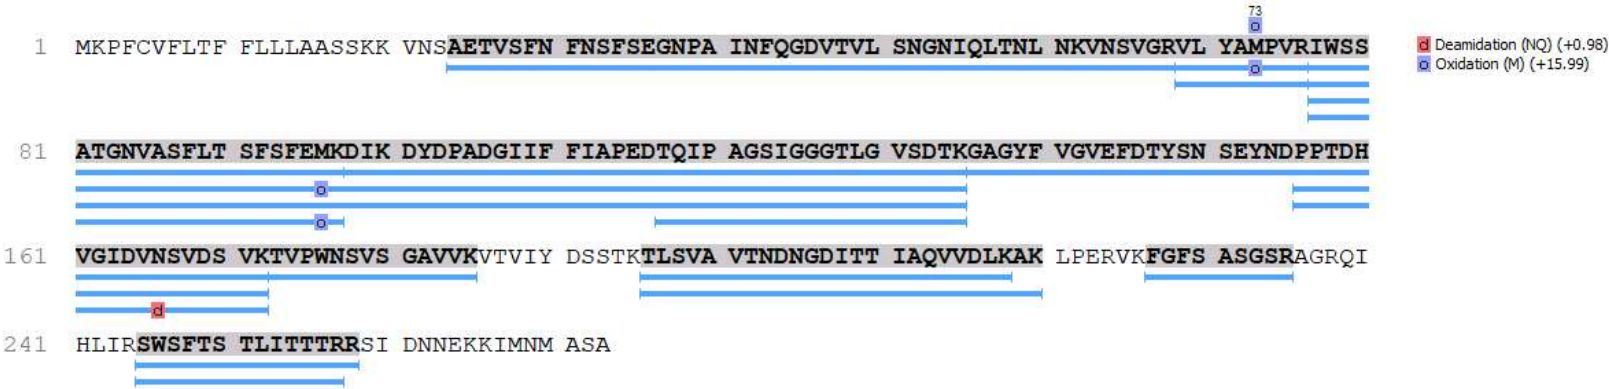 73
o
1 MKPFCVFLTF FLLLAASSKK VNSAETVSFN FNSFSEGNPA INFQGDVTVL SNGNIQLTNL NKVNSVGRVL YAMPVRIWSS
o
d Deamidation (NQ) (+0.98)
o Oxidation (M) (+15.99)
81 ATGNVASFLT SFSFEMKDIK DYDPADGIIF FIAPEDTQIP AGSIGGGTLG VSDTKGAGYF VGVEFDTYSN SEYNDPPTDH
o
o
161 VGIDVNSVDS VKTVPWNSVS GAVVKVTVIY DSSTKTLSVA VTNDNGDITT IAQVVDLKAK LPERVKFGFS ASGSRAGRQI
d
241 HLIRSWSFTS TLITTTRRSI DNNEKKIMNM ASA